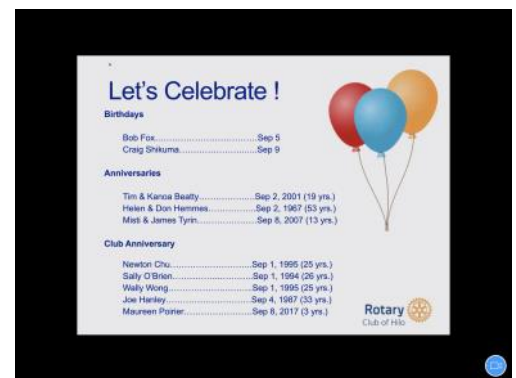 Let's Celebrate !
Birthdays
Bob Fox.....................................Sep 5
Craig Shikuma............................Sep 9
Anniversaries
Tim & Kanoa Beatty....................Sep 2, 2001 (19 yrs.)
Helen & Don Hemmes.................Sep 2, 1967 (53 yrs.)
Misti & James Tyrin.....................Sep 8, 2007 (13 yrs.)
Club Anniversary
Newton Chu..............................Sep 1, 1995 (25 yrs.)
Sally O'Brien.............................Sep 1, 1994 (26 yrs.)
Wally Wong...............................Sep 1, 1995 (25 yrs.)
Joe Hanley................................Sep 4, 1987 (33 yrs.)
Maureen Poirier.........................Sep 8, 2017 (3 yrs.)
Rotary
Club of Hilo